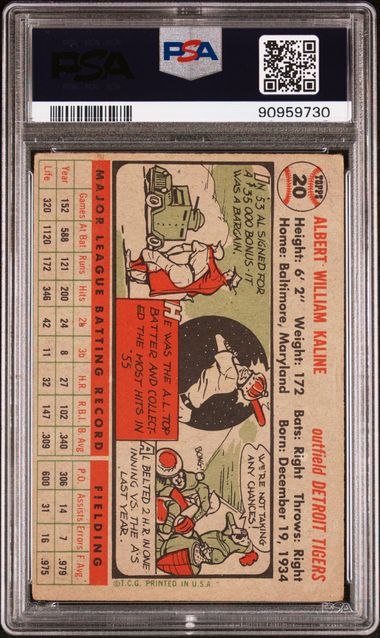 PSA
PSA
90959730
TOPPS
20
ALBERT WILLIAM KALINE
outfield DETROIT TIGERS
Height: 6' 2" Weight: 172 Bats: Right Throws: Right
Home: Baltimore, Maryland Born: December 19, 1934
IN '53 AL SIGNED FOR
A $35,000 BONUS-IT
WAS A BARGAIN.
HE WAS THE A.L. TOP
BATTER AND COLLECT
ED THE MOST HITS IN
'55
WE'RE NOT TAKING
ANY CHANCES!
BOING!
AL BELTED 2 H.R. IN ONE
INNING VS. THE A'S
LAST YEAR.
MAJOR LEAGUE BATTING RECORD FIELDING
Games At Bat Runs Hits 2b 3b H.R. R.B.I. B.Avg. P.O. Assists Errors F.Avg.
Year 152 588 121 200 24 8 27 102 .340 306 14 7 .979
Life 320 1120 172 346 42 11 32 147 .309 600 31 16 .975
©T.C.G. PRINTED IN U.S.A.